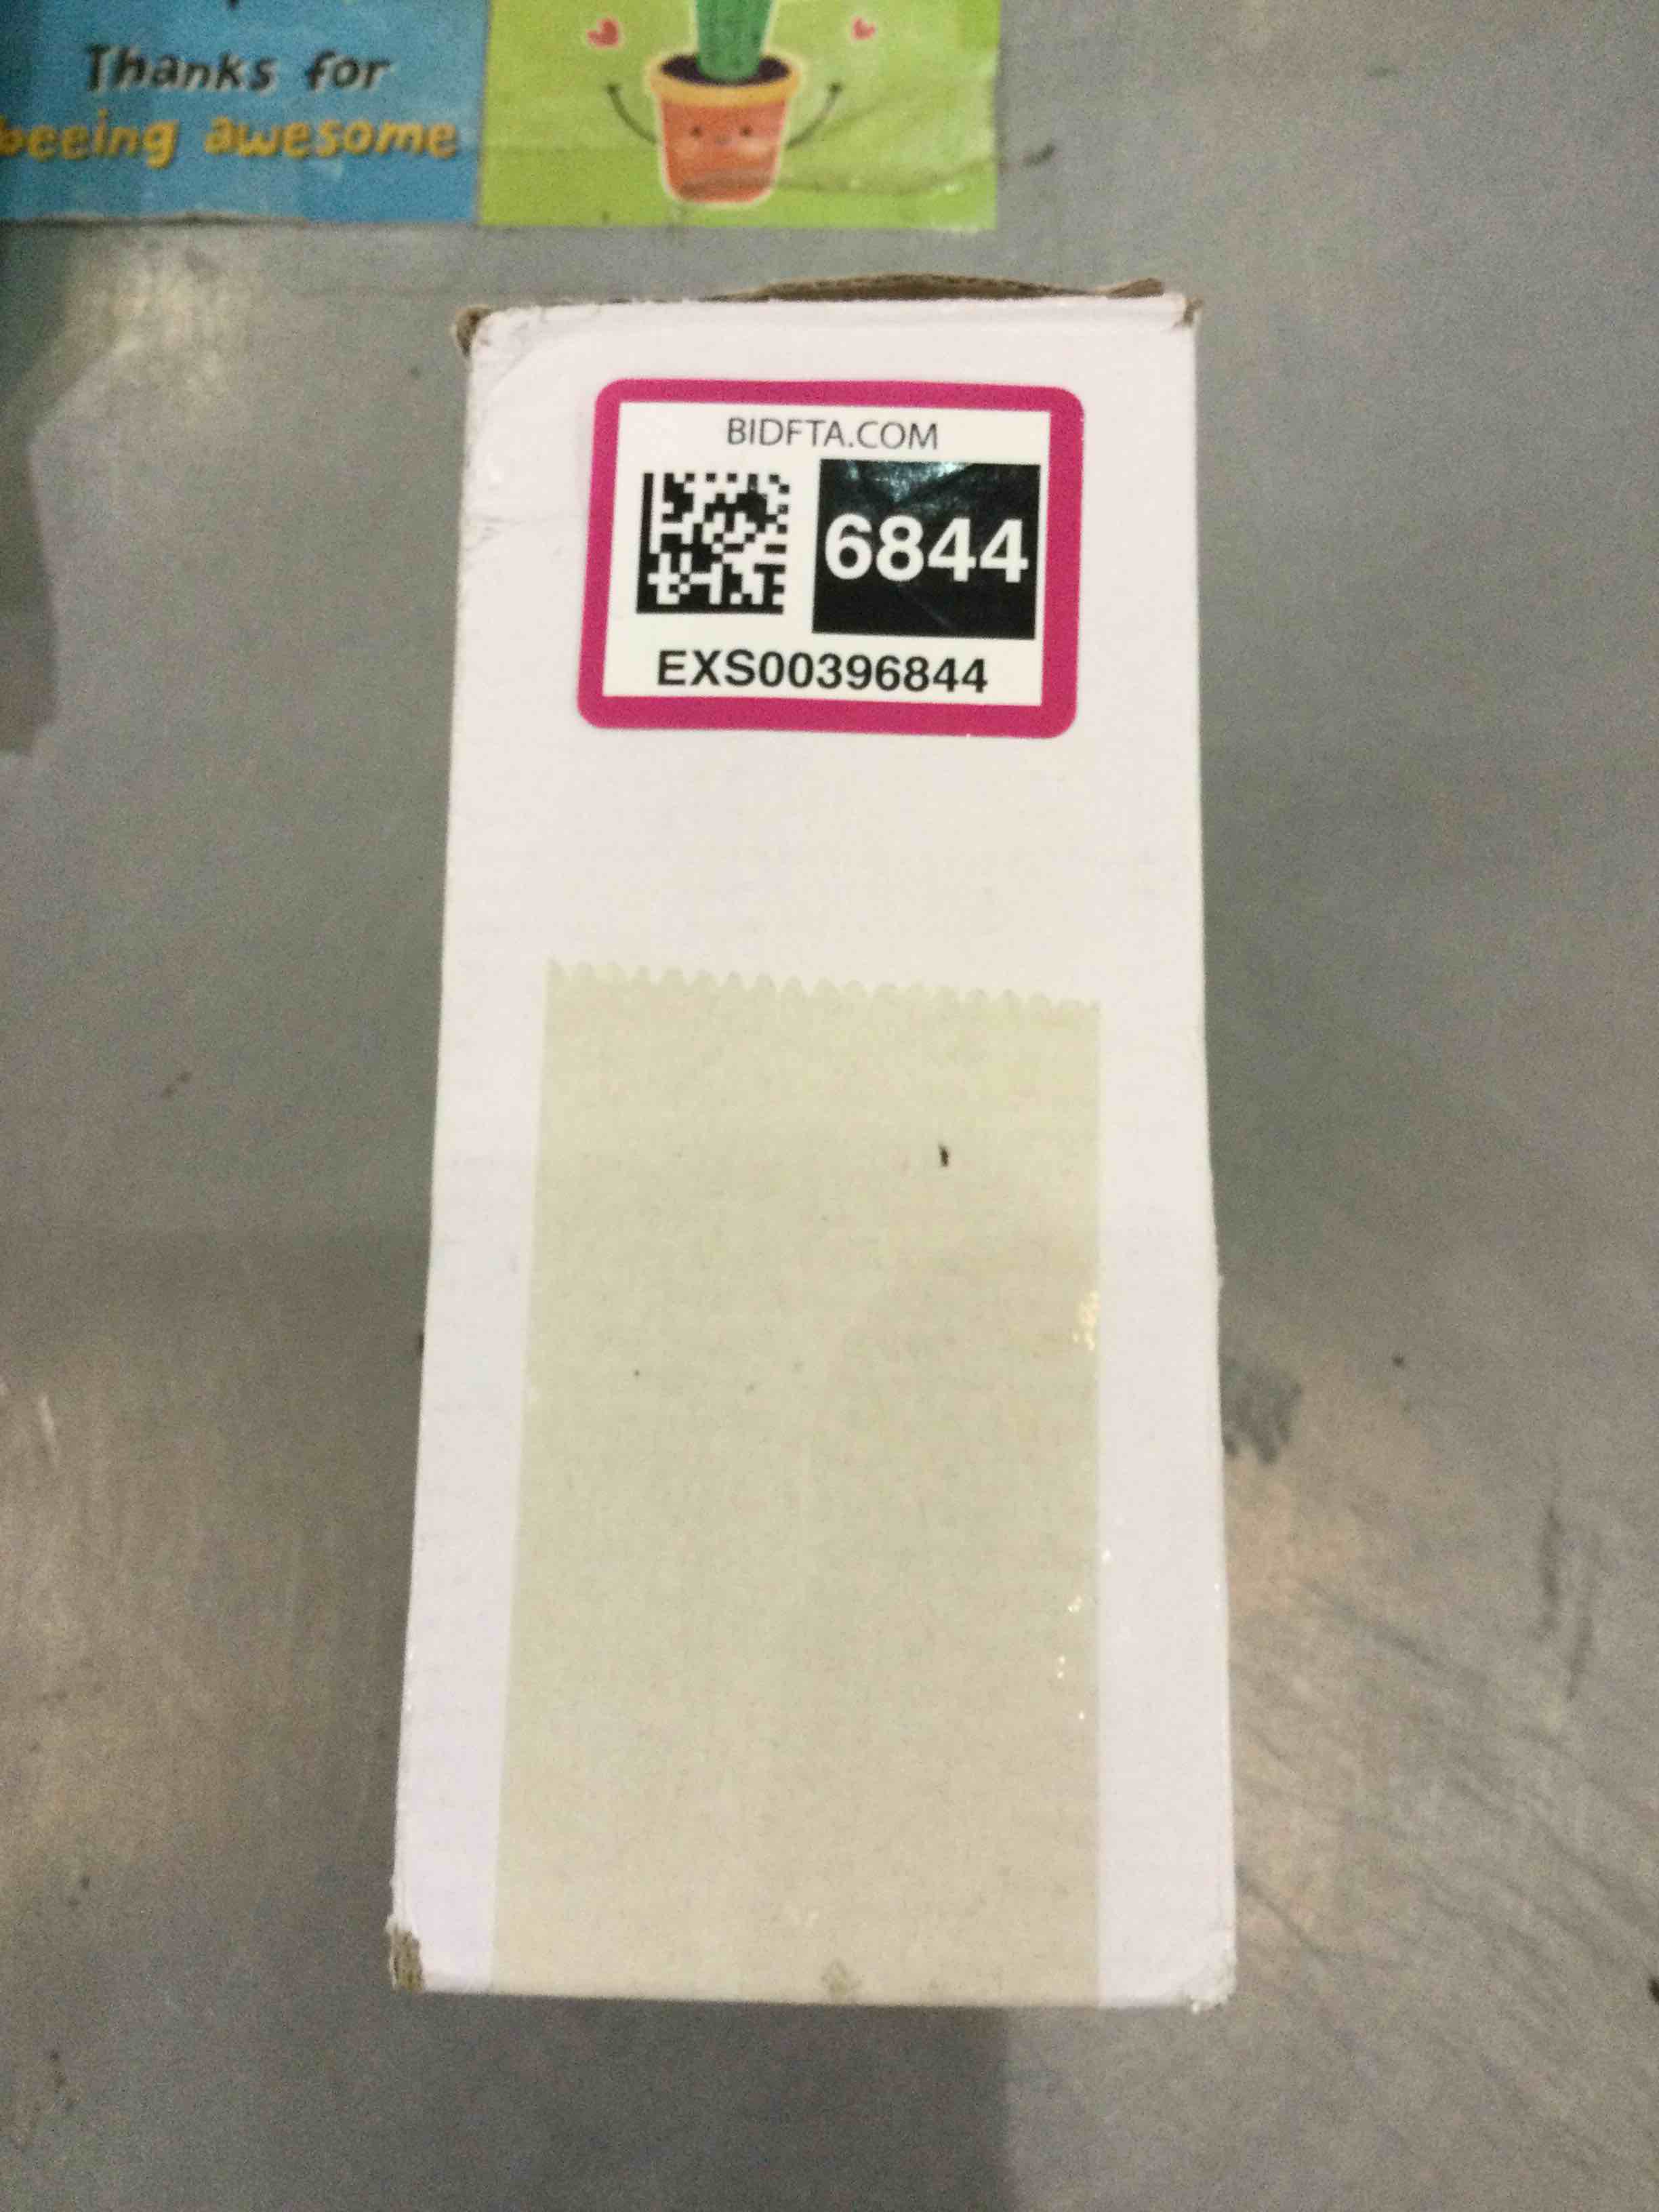 Thanks for
beeing awesome
BIDFTA.COM
6844
EXS00396844